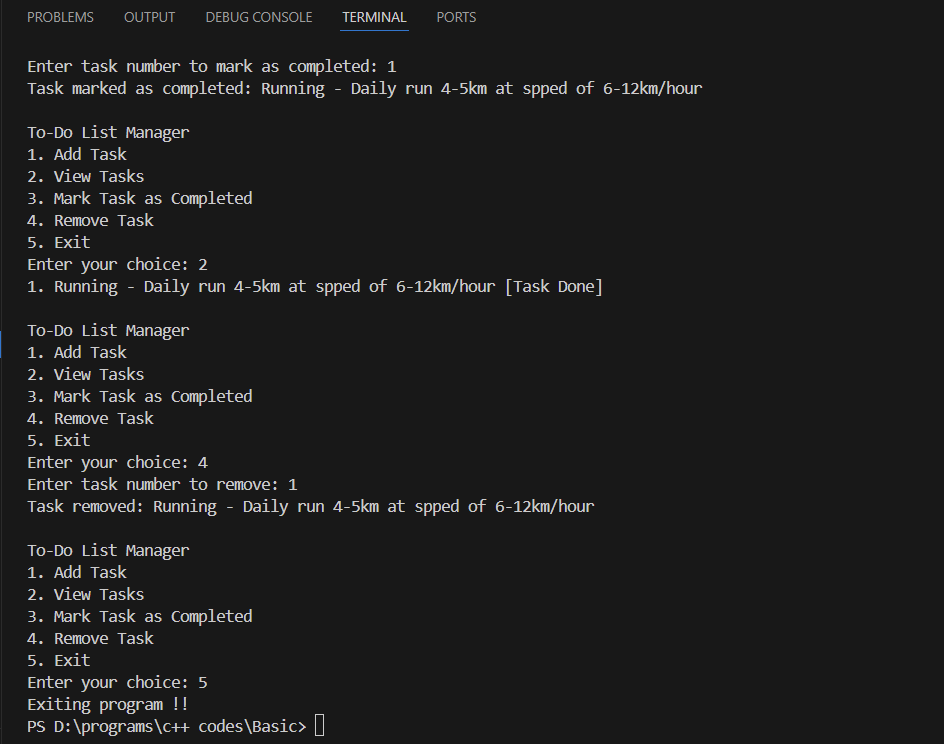 PROBLEMS OUTPUT DEBUG CONSOLE TERMINAL PORTS
Enter task number to mark as completed: 1
Task marked as completed: Running - Daily run 4-5km at spped of 6-12km/hour
To-Do List Manager
1. Add Task
2. View Tasks
3. Mark Task as Completed
4. Remove Task
5. Exit
Enter your choice: 2
1. Running - Daily run 4-5km at spped of 6-12km/hour [Task Done]
To-Do List Manager
1. Add Task
2. View Tasks
3. Mark Task as Completed
4. Remove Task
5. Exit
Enter your choice: 4
Enter task number to remove: 1
Task removed: Running - Daily run 4-5km at spped of 6-12km/hour
To-Do List Manager
1. Add Task
2. View Tasks
3. Mark Task as Completed
4. Remove Task
5. Exit
Enter your choice: 5
Exiting program !!
PS D:\programs\c++ codes\Basic>